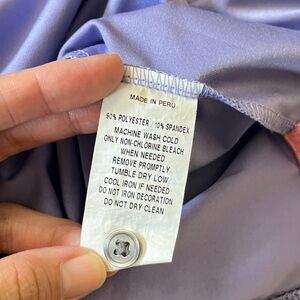 MADE IN PERU
90% POLYESTER / 10% SPANDEX
MACHINE WASH COLD
ONLY NON-CHLORINE BLEACH
WHEN NEEDED
REMOVE PROMPTLY
TUMBLE DRY LOW
COOL IRON IF NEEDED
DO NOT IRON DECORATION
DO NOT DRY CLEAN